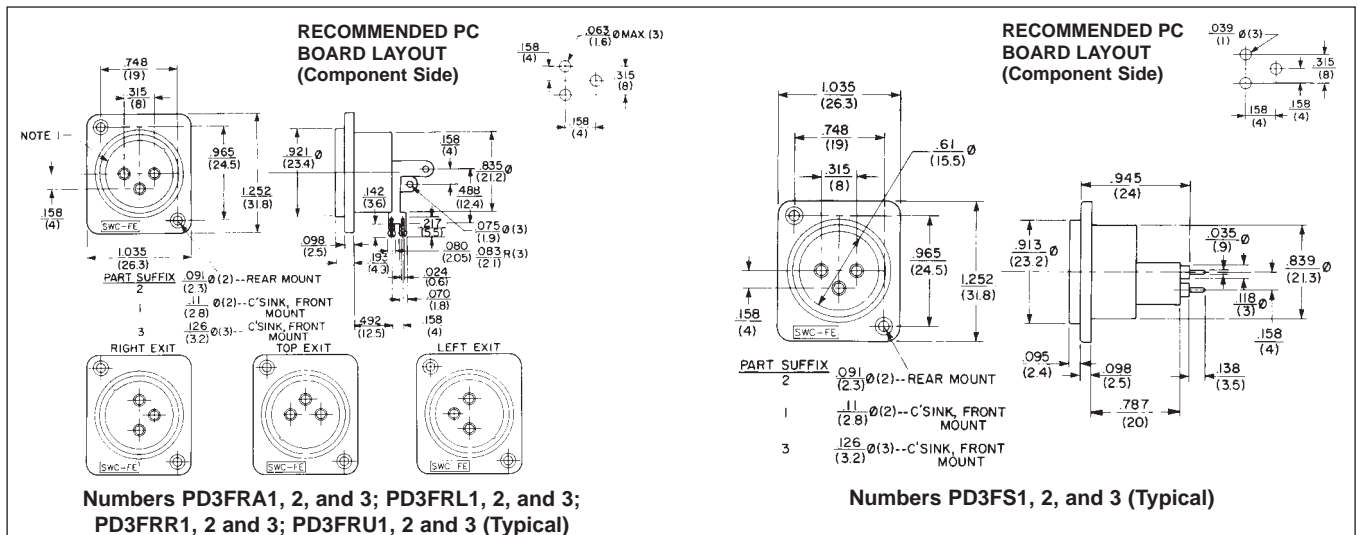 RECOMMENDED PC
BOARD LAYOUT
(Component Side)
.063
(1.6) Ø MAX.(3)
.158
(4)
.315
(8)
.158
(4)
.748
(19)
.315
(8)
NOTE 1
.965
(24.5)
1.252
(31.8)
.158
(4)
SWC-FE
1.035
(26.3)
.921 Ø
(23.4)
.158
(4)
.835 Ø
(21.2)
.142
(3.6)
.488
(12.4)
.217
(5.5)
.075 Ø(3)
(1.9)
.098
(2.5)
.193
(4.3)
.080
(2.05)
.083 R(3)
(2.1)
.024
(0.6)
.070
(1.8)
.492
(12.5)
.158
(4)
PART SUFFIX
2 .091 Ø(2)--REAR MOUNT
(2.3)
1 .11 Ø(2)--C'SINK, FRONT
(2.8) MOUNT
3 .126 Ø(3)--C'SINK, FRONT
(3.2) MOUNT
RIGHT EXIT
TOP EXIT
LEFT EXIT
SWC-FE
SWC-FE
SWC FE
Numbers PD3FRA1, 2, and 3; PD3FRL1, 2, and 3;
PD3FRR1, 2 and 3; PD3FRU1, 2 and 3 (Typical)
RECOMMENDED PC
BOARD LAYOUT
(Component Side)
.039
(1) Ø(3)
.315
(8)
.158
(4)
.158
(4)
1.035
(26.3)
.748
(19)
.315
(8)
.61 Ø
(15.5)
.965
(24.5)
1.252
(31.8)
.158
(4)
SWC-FE
.945
(24)
.913
(23.2) Ø
.035 Ø
(.9)
.839 Ø
(21.3)
.118 Ø
(3)
.158
(4)
.095
(2.4)
.098
(2.5)
.138
(3.5)
.787
(20)
PART SUFFIX
2 .091 Ø(2)--REAR MOUNT
(2.3)
1 .11 Ø(2)--C'SINK, FRONT
(2.8) MOUNT
3 .126 Ø(3)--C'SINK, FRONT
(3.2) MOUNT
Numbers PD3FS1, 2, and 3 (Typical)